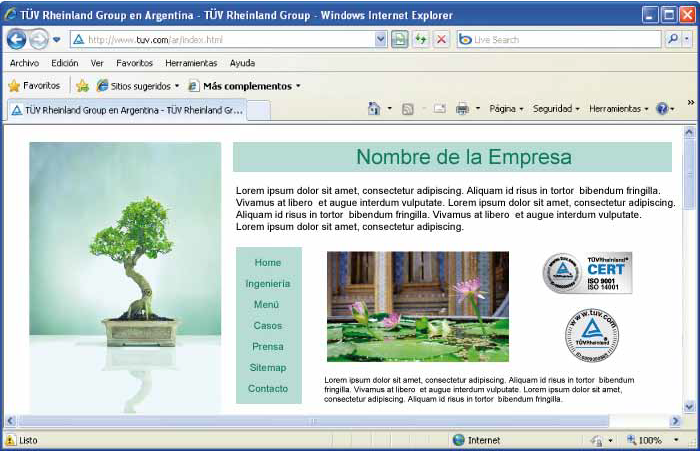 TÜV Rheinland Group en Argentina - TÜV Rheinland Group - Windows Internet Explorer
http://www.tuv.com/ar/index.html
Live Search
Archivo Edición Ver Favoritos Herramientas Ayuda
Favoritos Sitios sugeridos Más complementos
TÜV Rheinland Group en Argentina - TÜV Rheinland Gr...
Página Seguridad Herramientas
Nombre de la Empresa
Lorem ipsum dolor sit amet, consectetur adipiscing. Aliquam id risus in tortor bibendum fringilla.
Vivamus at libero et augue interdum vulputate. Lorem ipsum dolor sit amet, consectetur adipiscing.
Aliquam id risus in tortor bibendum fringilla. Vivamus at libero et augue interdum vulputate.
Lorem ipsum dolor sit amet, consectetur adipiscing.
Home
Ingeniería
Menú
Casos
Prensa
Sitemap
Contacto
TÜVRheinland®
CERT
ISO 9001
ISO 14001
www.tuv.com
TÜVRheinland®
Lorem ipsum dolor sit amet, consectetur adipiscing. Aliquam id risus in tortor bibendum
fringilla. Vivamus at libero et augue interdum vulputate. Lorem ipsum dolor sit amet,
consectetur adipiscing. Aliquam id risus in tortor bibendum fringilla.
Listo
Internet
100%